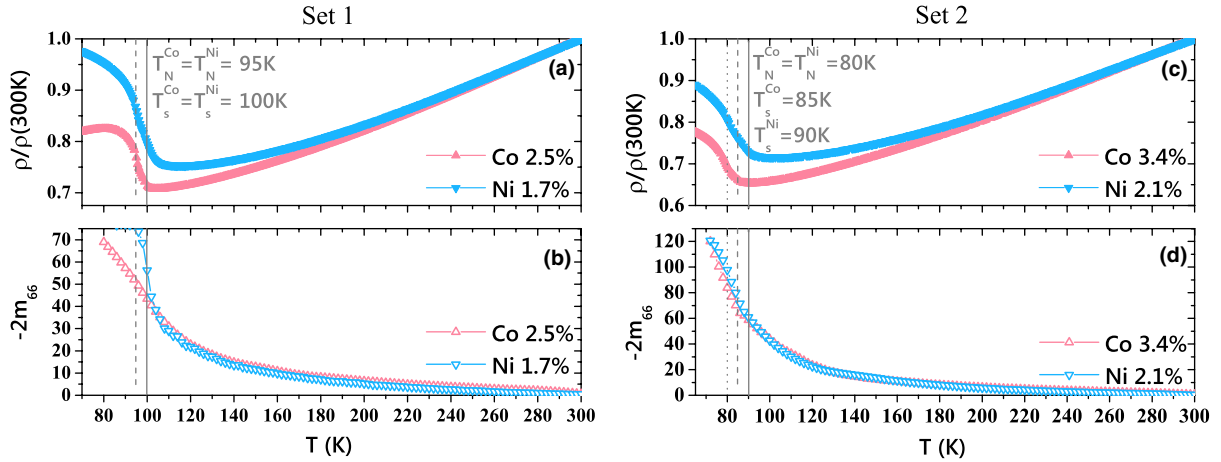 Set 1
1.0
0.9
0.8
0.7
ρ/ρ(300K)
(a)
T_N^Co=T_N^Ni= 95K
T_s^Co=T_s^Ni= 100K
Co 2.5%
Ni 1.7%
70
60
50
40
30
20
10
0
-2m_66
(b)
Co 2.5%
Ni 1.7%
80 100 120 140 160 180 200 220 240 260 280 300
T (K)
Set 2
1.0
0.9
0.8
0.7
0.6
ρ/ρ(300K)
(c)
T_N^Co=T_N^Ni=80K
T_s^Co=85K
T_s^Ni=90K
Co 3.4%
Ni 2.1%
120
100
80
60
40
20
0
-2m_66
(d)
Co 3.4%
Ni 2.1%
80 100 120 140 160 180 200 220 240 260 280 300
T (K)